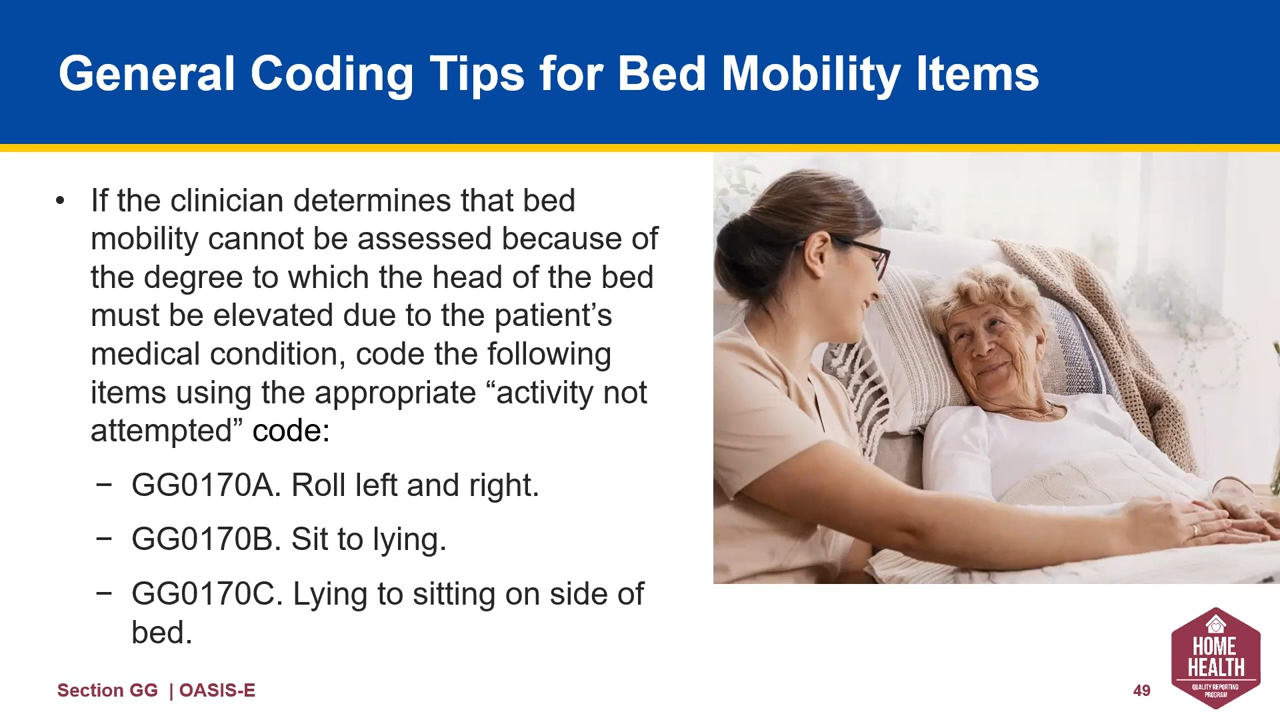 General Coding Tips for Bed Mobility Items
• If the clinician determines that bed
mobility cannot be assessed because of
the degree to which the head of the bed
must be elevated due to the patient’s
medical condition, code the following
items using the appropriate “activity not
attempted” code:
− GG0170A. Roll left and right.
− GG0170B. Sit to lying.
− GG0170C. Lying to sitting on side of
bed.
Section GG | OASIS-E
49
HOME
HEALTH
QUALITY REPORTING
PROGRAM